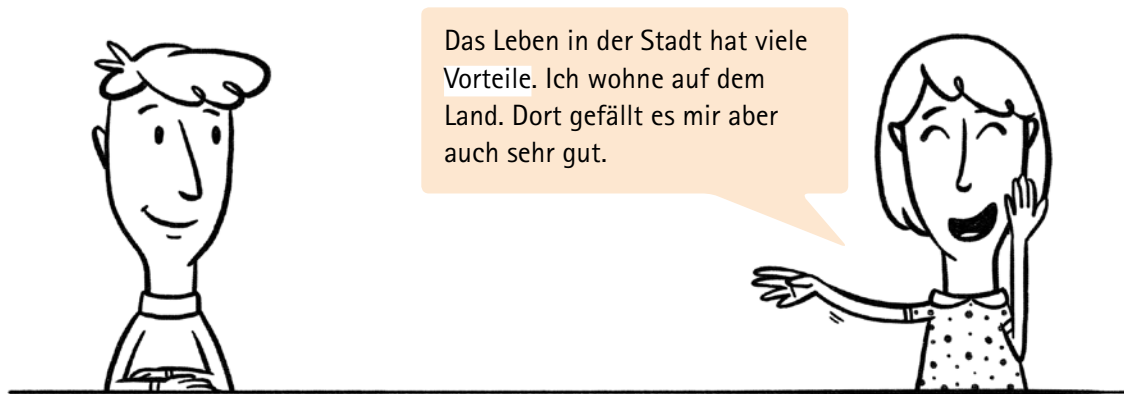 Das Leben in der Stadt hat viele
Vorteile. Ich wohne auf dem
Land. Dort gefällt es mir aber
auch sehr gut.